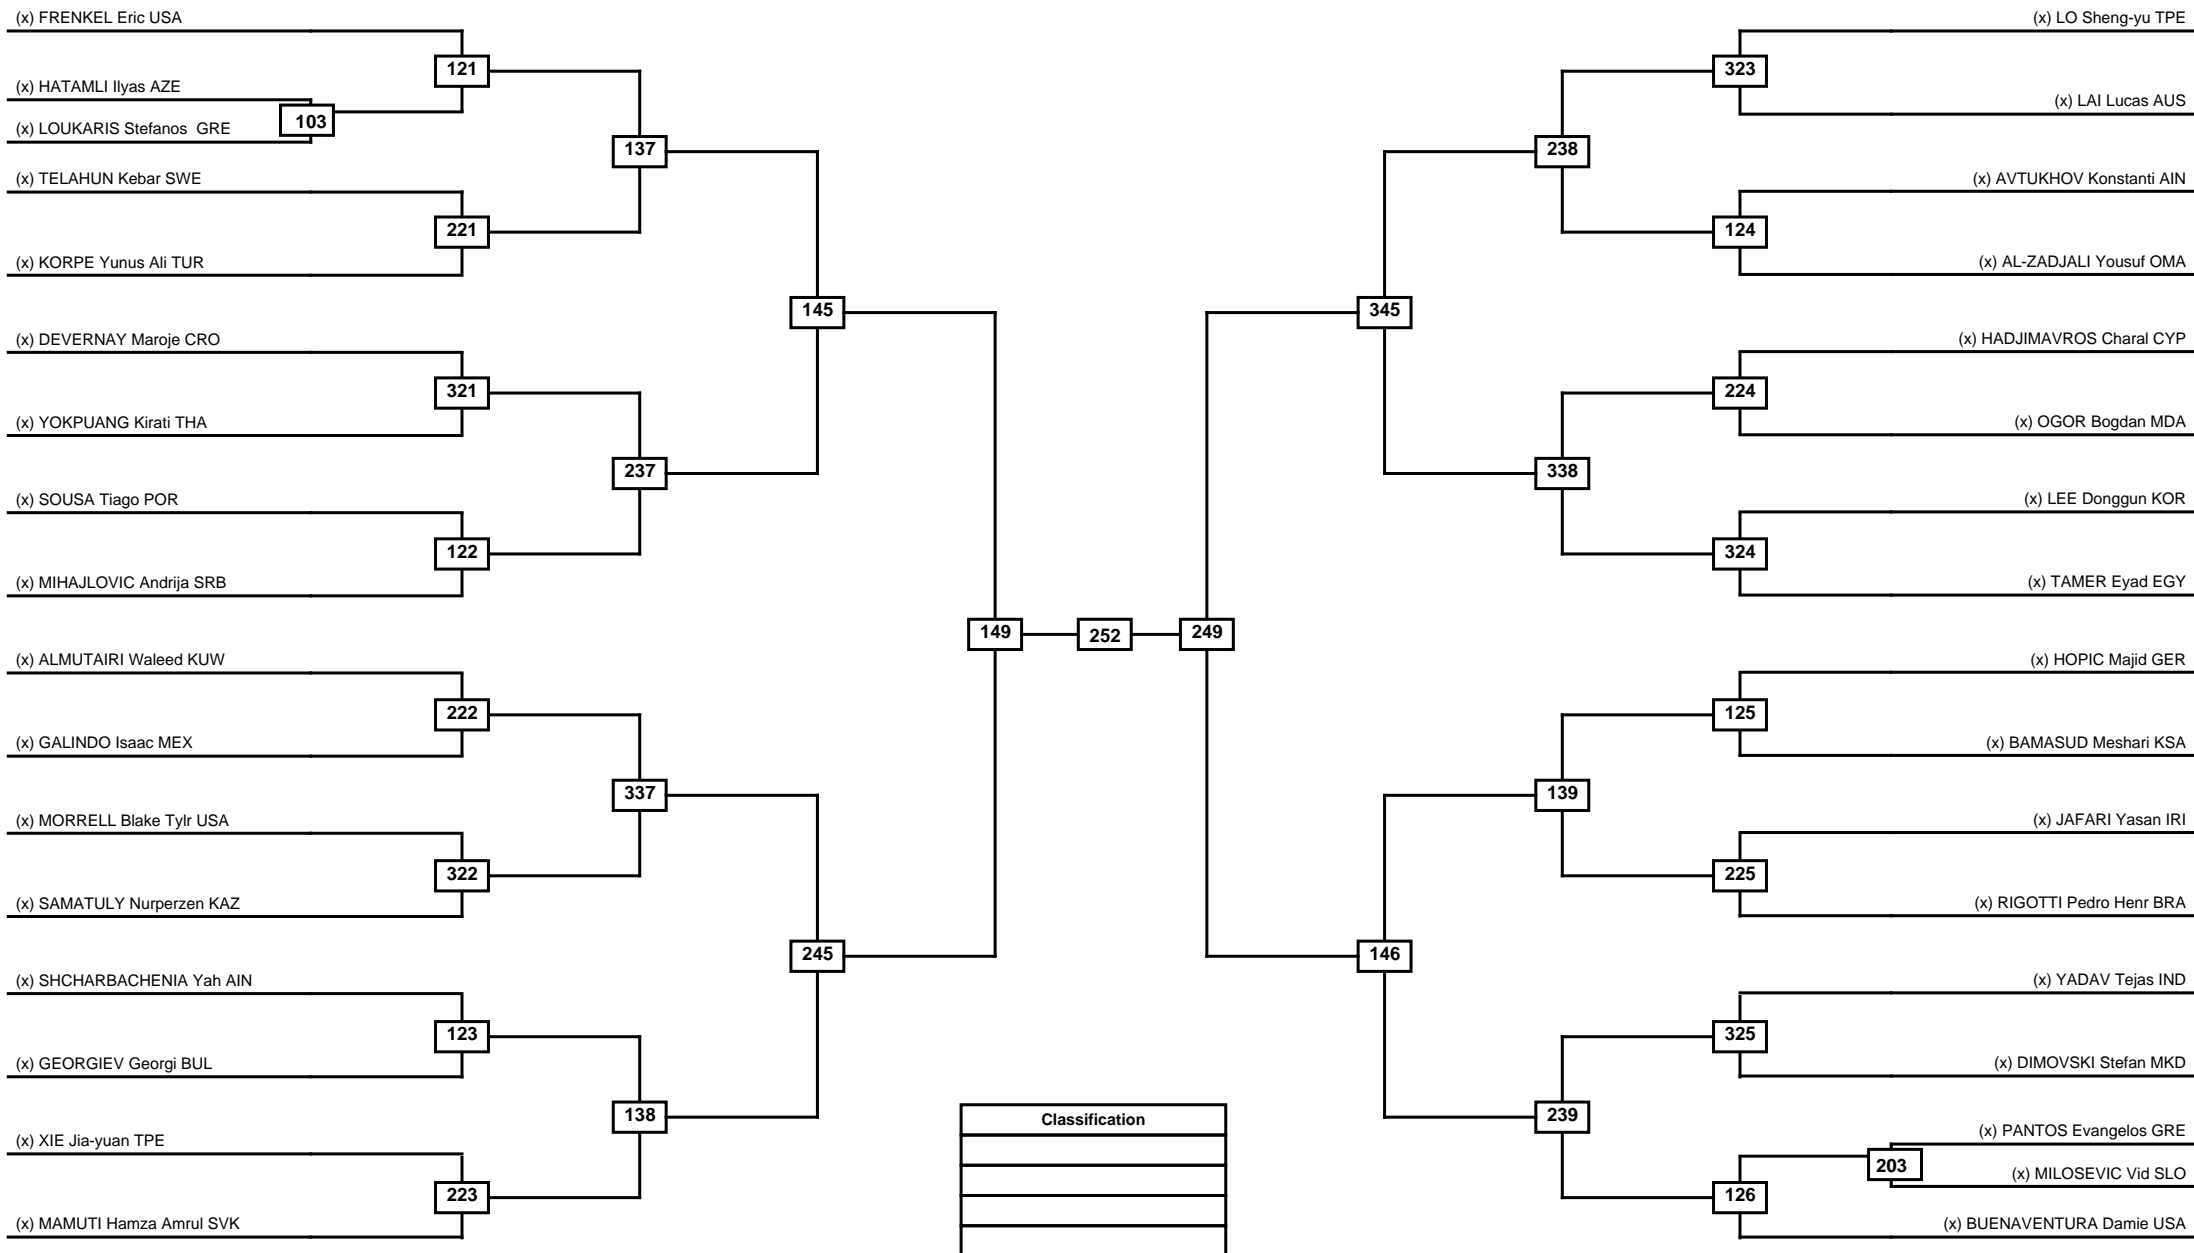 (x) FRENKEL Eric USA
121
(x) HATAMLI Ilyas AZE
103
(x) LOUKARIS Stefanos  GRE
137
(x) TELAHUN Kebar SWE
221
(x) KORPE Yunus Ali TUR
145
(x) DEVERNAY Maroje CRO
321
(x) YOKPUANG Kirati THA
237
(x) SOUSA Tiago POR
122
(x) MIHAJLOVIC Andrija SRB
149
252
249
(x) ALMUTAIRI Waleed KUW
222
(x) GALINDO Isaac MEX
337
(x) MORRELL Blake Tylr USA
322
(x) SAMATULY Nurperzen KAZ
245
(x) SHCHARBACHENIA Yah AIN
123
(x) GEORGIEV Georgi BUL
138
(x) XIE Jia-yuan TPE
223
(x) MAMUTI Hamza Amrul SVK
(x) LO Sheng-yu TPE
323
(x) LAI Lucas AUS
238
(x) AVTUKHOV Konstanti AIN
124
(x) AL-ZADJALI Yousuf OMA
345
(x) HADJIMAVROS Charal CYP
224
(x) OGOR Bogdan MDA
338
(x) LEE Donggun KOR
324
(x) TAMER Eyad EGY
(x) HOPIC Majid GER
125
(x) BAMASUD Meshari KSA
139
(x) JAFARI Yasan IRI
225
(x) RIGOTTI Pedro Henr BRA
146
(x) YADAV Tejas IND
325
(x) DIMOVSKI Stefan MKD
239
(x) PANTOS Evangelos GRE
203
(x) MILOSEVIC Vid SLO
126
(x) BUENAVENTURA Damie USA
Classification